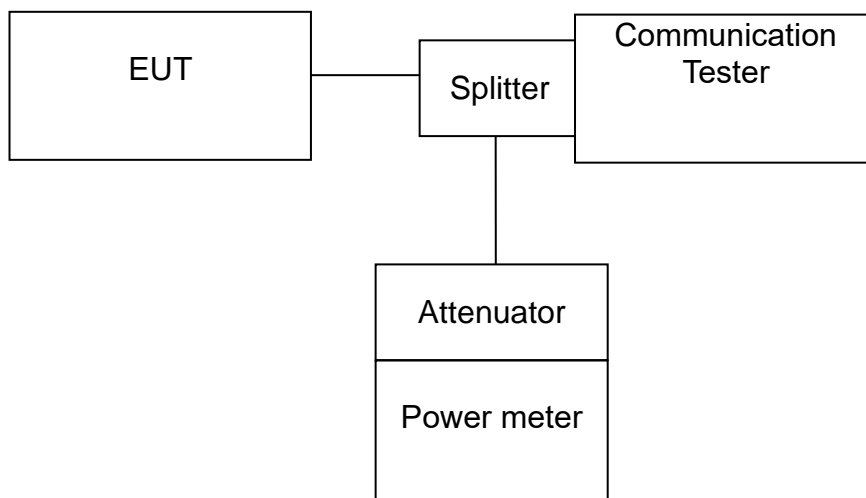 EUT
Splitter
Communication
Tester
Attenuator
Power meter